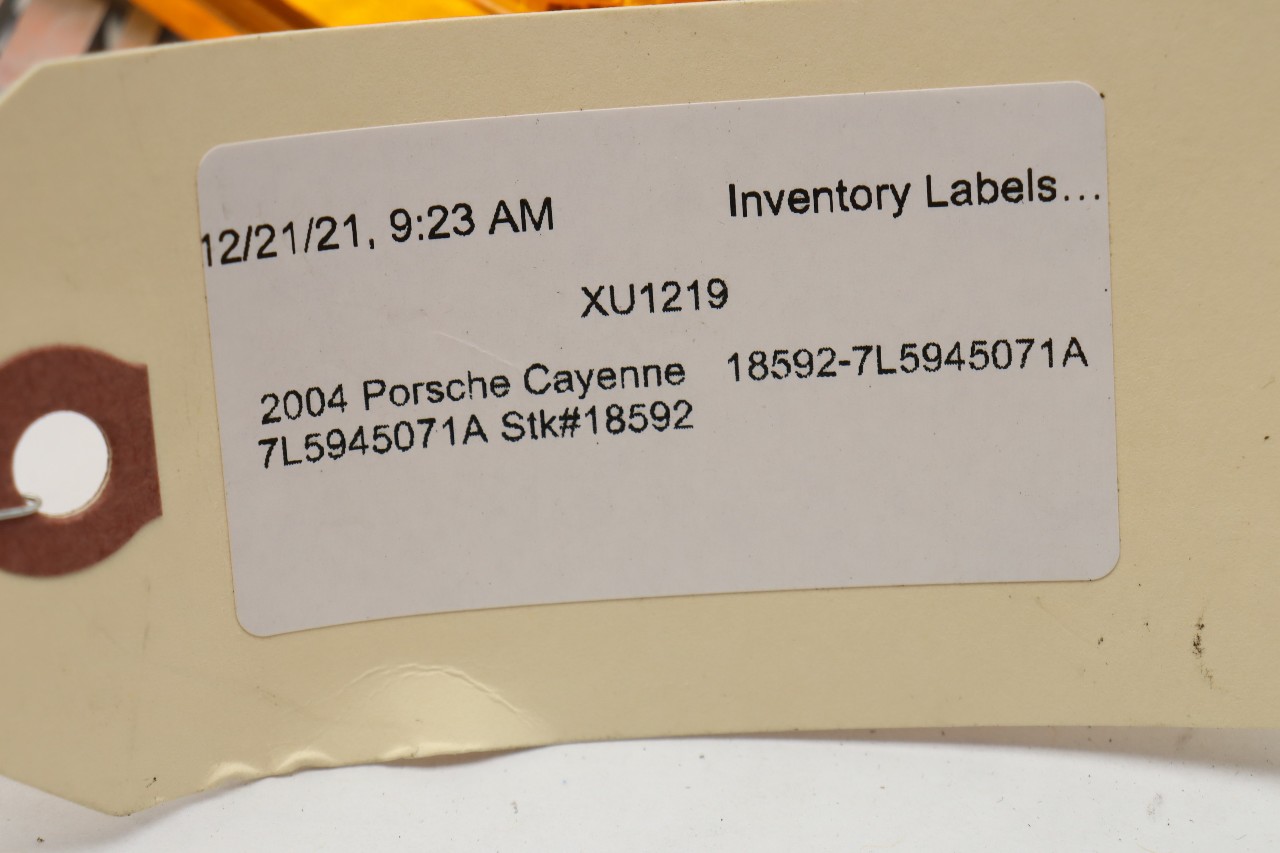 12/21/21, 9:23 AM Inventory Labels...
XU1219
2004 Porsche Cayenne 18592-7L5945071A
7L5945071A Stk#18592